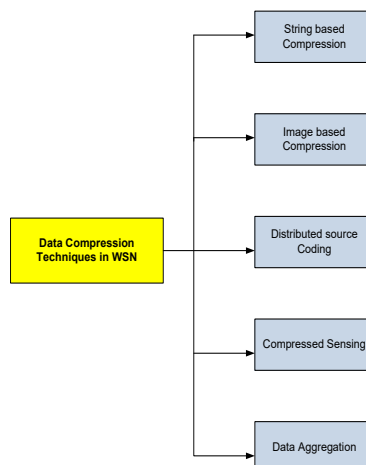 String based
Compression
Image based
Compression
Data Compression
Techniques in WSN
Distributed source
Coding
Compressed Sensing
Data Aggregation